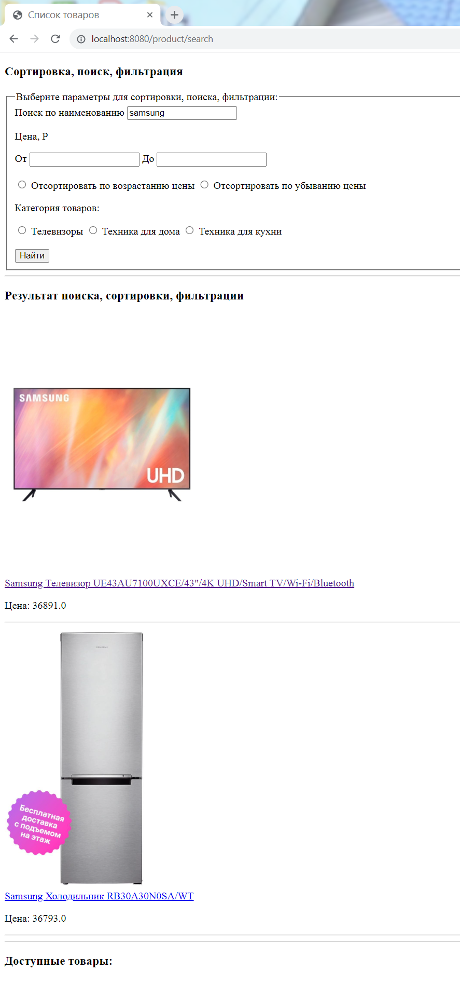 Список товаров
localhost:8080/product/search
Сортировка, поиск, фильтрация
Выберите параметры для сортировки, поиска, фильтрации:
Поиск по наименованию samsung
Цена, Р
От До
Отсортировать по возрастанию цены Отсортировать по убыванию цены
Категория товаров:
Телевизоры Техника для дома Техника для кухни
Найти
Результат поиска, сортировки, фильтрации
SAMSUNG
UHD
Samsung Телевизор UE43AU7100UXCE/43"/4K UHD/Smart TV/Wi-Fi/Bluetooth
Цена: 36891.0
SAMSUNG
Бесплатная
доставка
с подъемом
на этаж
Samsung Холодильник RB30A30N0SA/WT
Цена: 36793.0
Доступные товары: